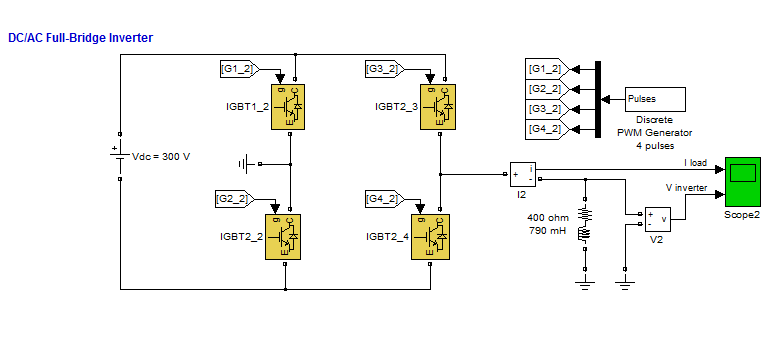 DC/AC Full-Bridge Inverter
[G1_2]
[G3_2]
g
C
E
IGBT1_2
g
C
E
IGBT2_3
+
Vdc = 300 V
[G2_2]
[G4_2]
g
C
E
IGBT2_2
g
C
E
IGBT2_4
[G1_2]
[G2_2]
[G3_2]
[G4_2]
Pulses
Discrete
PWM Generator
4 pulses
+
i
-
I2
I load
V inverter
Scope2
400 ohm
790 mH
+
-
v
V2